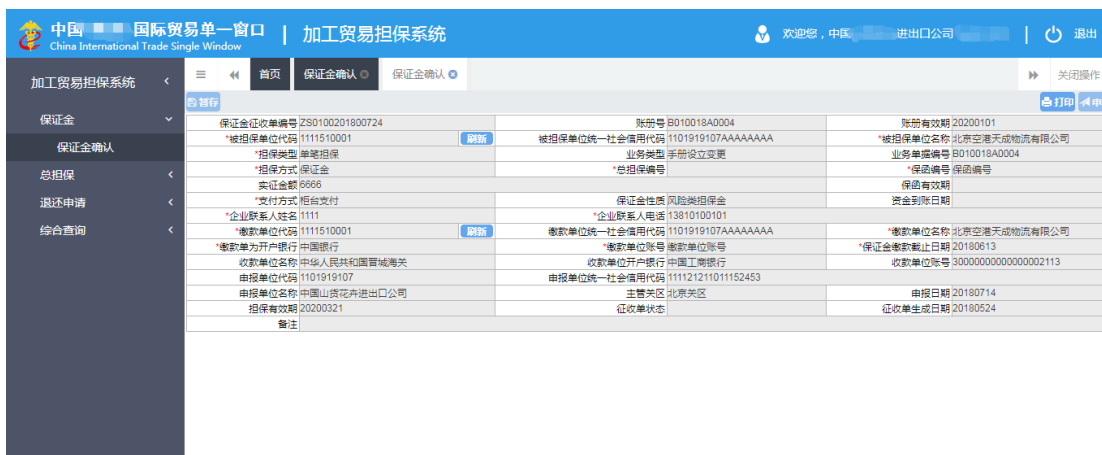 中国 国际贸易单一窗口 | 加工贸易担保系统 欢迎您，中国 进出口公司 | 退出
China International Trade Single Window
加工贸易担保系统 首页 保证金确认 保证金确认 关闭操作
暂存 打印 申
保证金
保证金确认
总担保
退还申请
综合查询
保证金征收单编号 ZS0100201800724 账册号 B010018A0004 账册有效期 20200101
*被担保单位代码 1111510001 刷新 被担保单位统一社会信用代码 1101919107AAAAAAAA *被担保单位名称 北京空港天成物流有限公司
*担保类型 单笔担保 业务类型 手册设立变更 业务单据编号 B010018A0004
*担保方式 保证金 *总担保编号 *保函编号 保函编号
实征金额 6666 保函有效期
*支付方式 柜台支付 保证金性质 风险类担保金 资金到账日期
*企业联系人姓名 1111 *企业联系人电话 13810100101
*缴款单位代码 1111510001 刷新 缴款单位统一社会信用代码 1101919107AAAAAAAA *缴款单位名称 北京空港天成物流有限公司
*缴款单为开户银行 中国银行 *缴款单位账号 缴款单位账号 *保证金缴款截止日期 20180613
收款单位名称 中华人民共和国晋城海关 收款单位开户银行 中国工商银行 收款单位账号 30000000000000002113
申报单位代码 1101919107 申报单位统一社会信用代码 111121211011152453
申报单位名称 中国山货花卉进出口公司 主管关区 北京关区 申报日期 20180714
担保有效期 20200321 征收单状态 征收单生成日期 20180524
备注